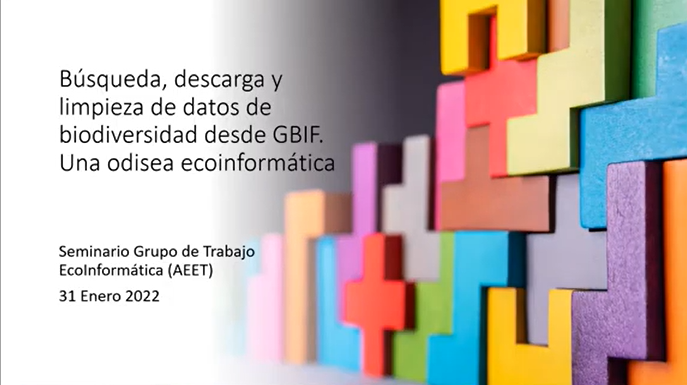 Búsqueda, descarga y
limpieza de datos de
biodiversidad desde GBIF.
Una odisea ecoinformática
Seminario Grupo de Trabajo
EcoInformática (AEET)
31 Enero 2022